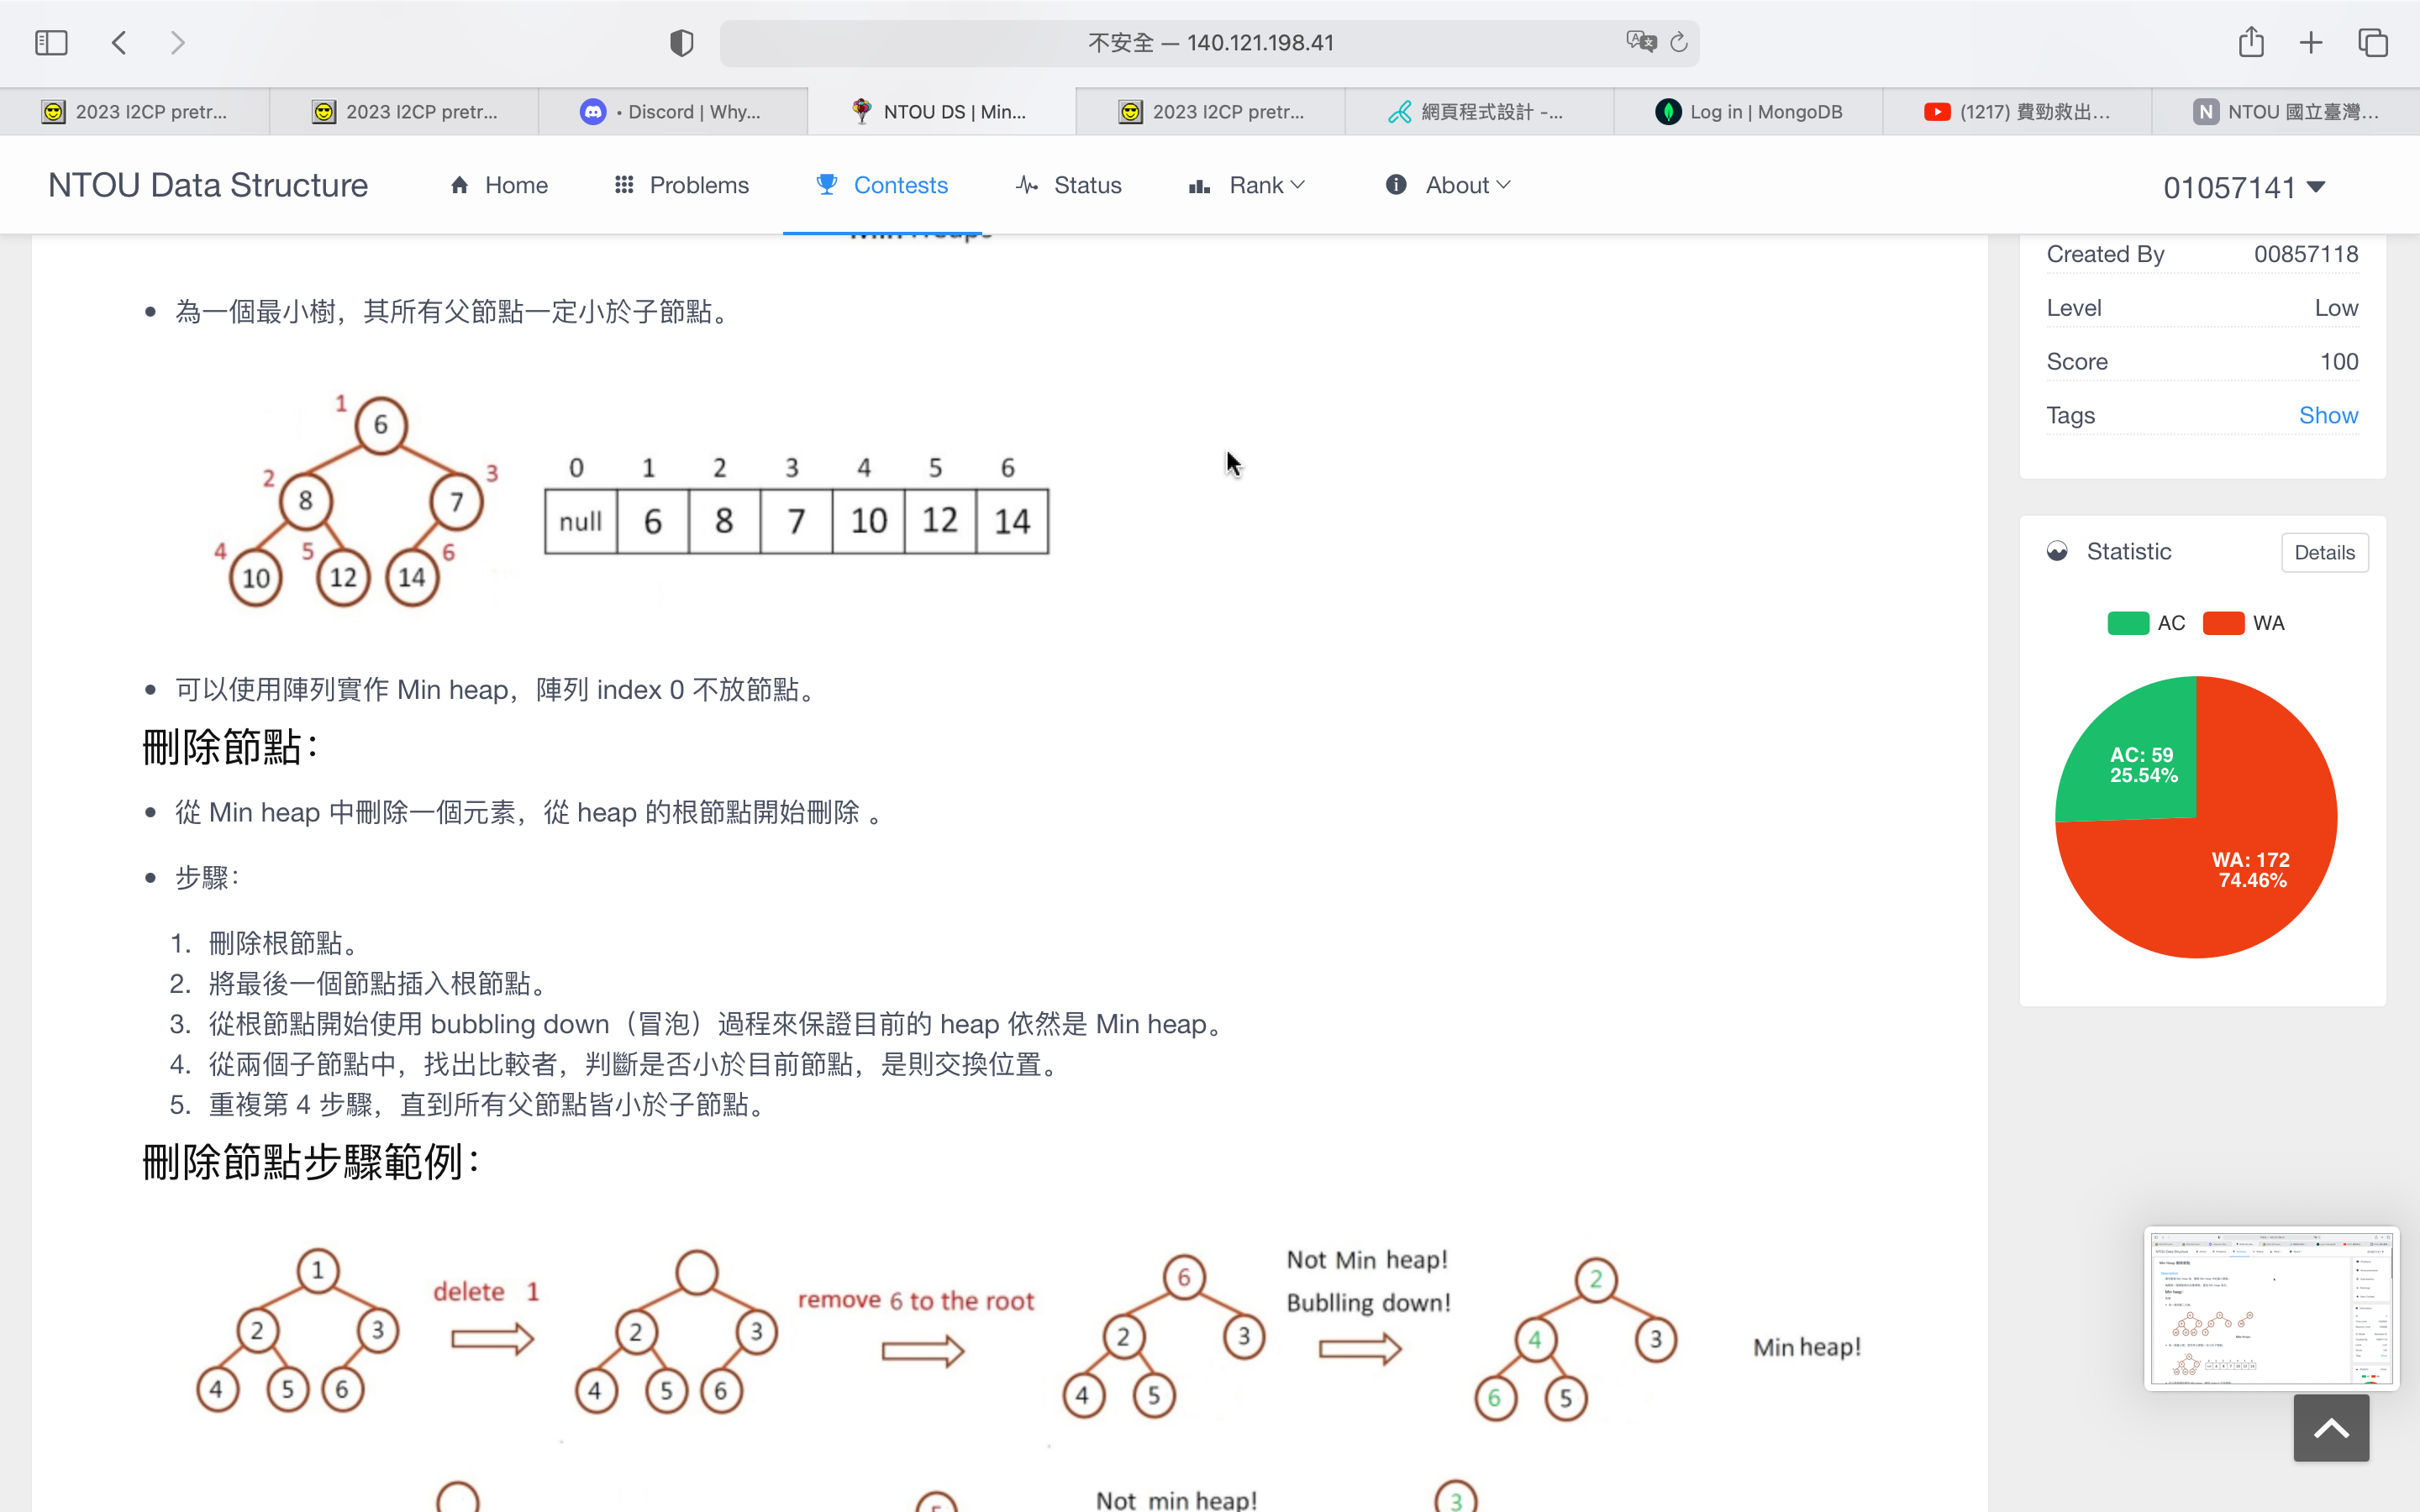 不安全 — 140.121.198.41
2023 I2CP pretr...
2023 I2CP pretr...
• Discord | Why...
NTOU DS | Min...
2023 I2CP pretr...
網頁程式設計 -...
Log in | MongoDB
(1217) 費勁救出...
N NTOU 國立臺灣...
NTOU Data Structure
Home
Problems
Contests
Status
Rank
About
01057141
• 為一個最小樹，其所有父節點一定小於子節點。
1
6
2
3
8
7
4
5
6
10
12
14
0 1 2 3 4 5 6
null 6 8 7 10 12 14
• 可以使用陣列實作 Min heap，陣列 index 0 不放節點。
刪除節點：
• 從 Min heap 中刪除一個元素，從 heap 的根節點開始刪除 。
• 步驟：
1. 刪除根節點。
2. 將最後一個節點插入根節點。
3. 從根節點開始使用 bubbling down（冒泡）過程來保證目前的 heap 依然是 Min heap。
4. 從兩個子節點中，找出比較者，判斷是否小於目前節點，是則交換位置。
5. 重複第 4 步驟，直到所有父節點皆小於子節點。
刪除節點步驟範例：
1
2 3
4 5 6
delete 1
2 3
4 5 6
remove 6 to the root
6
2 3
4 5
Not Min heap!
Bublling down!
2
4 3
6 5
Min heap!
Not min heap!
3
Created By 00857118
Level Low
Score 100
Tags Show
Statistic Details
AC WA
AC: 59
25.54%
WA: 172
74.46%